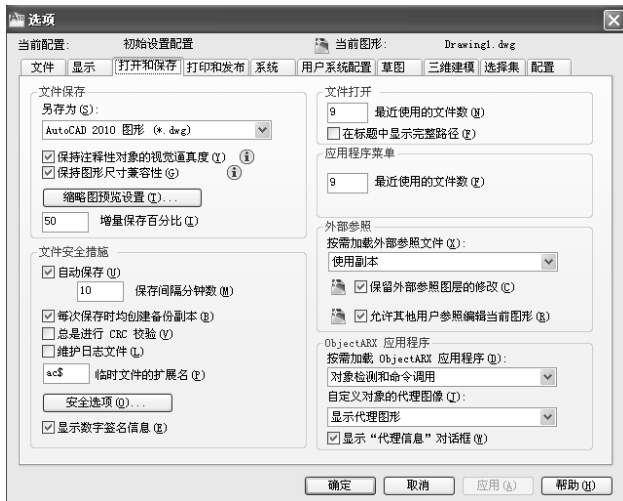 选项
当前配置: 初始设置配置 当前图形: Drawing1.dwg
文件 显示 打开和保存 打印和发布 系统 用户系统配置 草图 三维建模 选择集 配置
文件保存
另存为(S):
AutoCAD 2010 图形 (*.dwg)
保持注释性对象的视觉逼真度(Y)
保持图形尺寸兼容性(G)
缩略图预览设置(T)...
50 增量保存百分比(I)
文件安全措施
自动保存(U)
10 保存间隔分钟数(M)
每次保存时均创建备份副本(B)
总是进行 CRC 校验(V)
维护日志文件(L)
ac$ 临时文件的扩展名(P)
安全选项(O)...
显示数字签名信息(E)
文件打开
9 最近使用的文件数(N)
在标题中显示完整路径(F)
应用程序菜单
9 最近使用的文件数(F)
外部参照
按需加载外部参照文件(X):
使用副本
保留外部参照图层的修改(C)
允许其他用户参照编辑当前图形(R)
ObjectARX 应用程序
按需加载 ObjectARX 应用程序(D):
对象检测和命令调用
自定义对象的代理图像(J):
显示代理图形
显示“代理信息”对话框(W)
确定 取消 应用(A) 帮助(H)